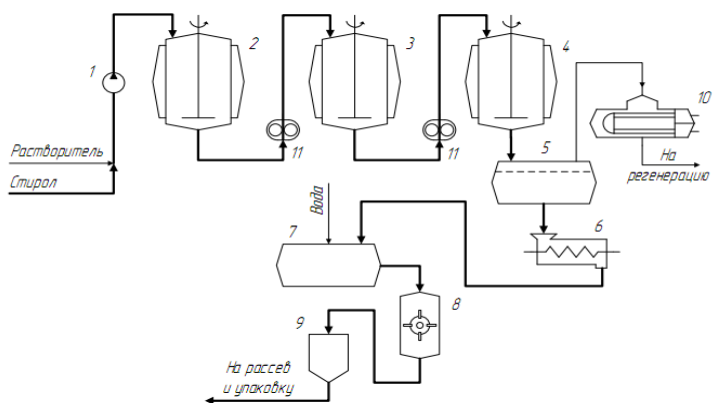 1
2
3
4
5
6
7
8
9
10
11
11
Растворитель
Стирол
Вода
На
регенерацию
На рассев
и упаковку